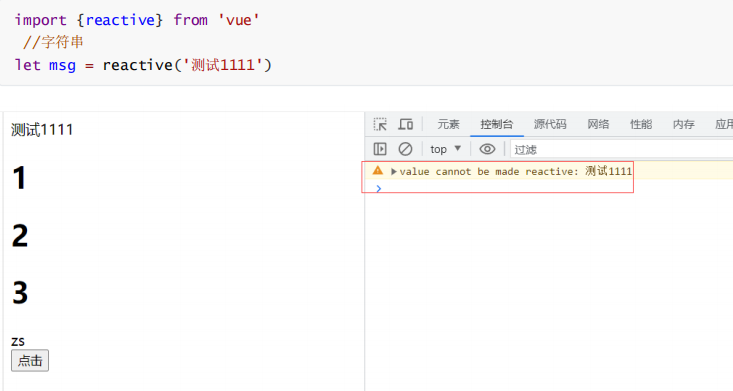 import {reactive} from 'vue'
//字符串
let msg = reactive('测试1111')
测试1111
元素 控制台 源代码 网络 性能 内存 应用
top ▼ 过滤
value cannot be made reactive: 测试1111
1
2
3
zs
点击